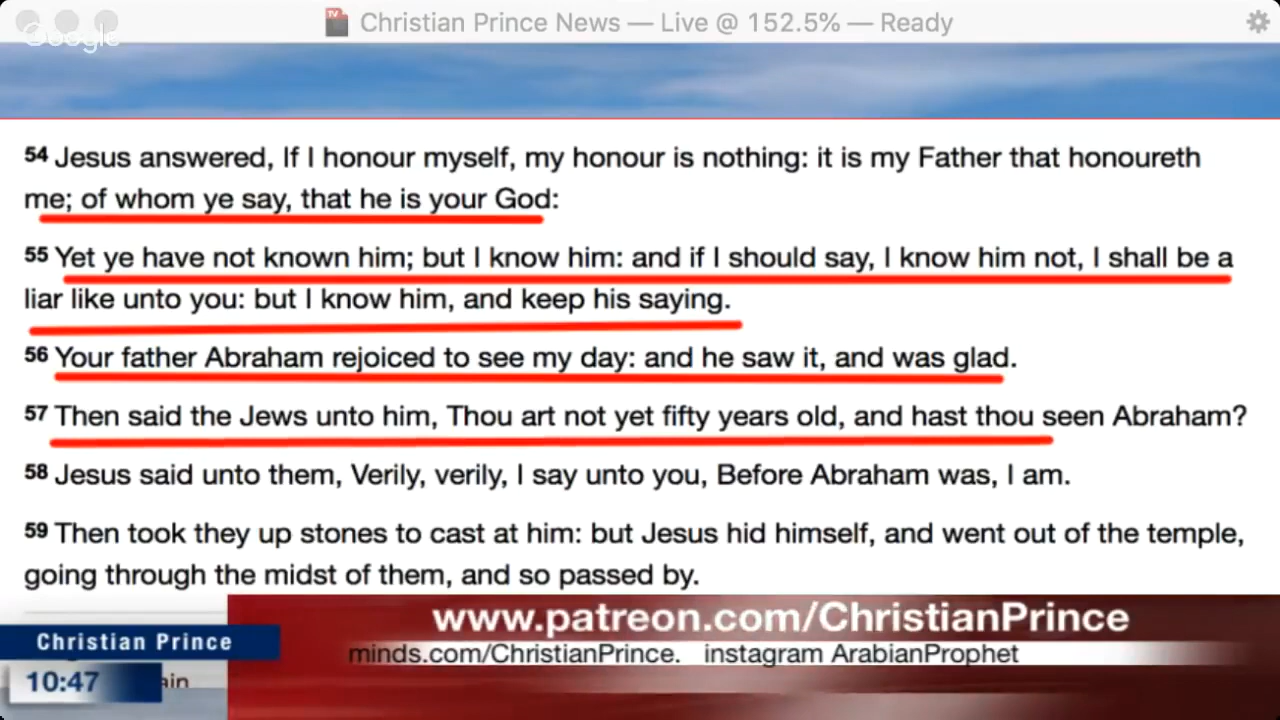 Christian Prince News — Live @ 152.5% — Ready
Google
54 Jesus answered, If I honour myself, my honour is nothing: it is my Father that honoureth
me; of whom ye say, that he is your God:
55 Yet ye have not known him; but I know him: and if I should say, I know him not, I shall be a
liar like unto you: but I know him, and keep his saying.
56 Your father Abraham rejoiced to see my day: and he saw it, and was glad.
57 Then said the Jews unto him, Thou art not yet fifty years old, and hast thou seen Abraham?
58 Jesus said unto them, Verily, verily, I say unto you, Before Abraham was, I am.
59 Then took they up stones to cast at him: but Jesus hid himself, and went out of the temple,
going through the midst of them, and so passed by.
www.patreon.com/ChristianPrince
Christian Prince
minds.com/ChristianPrince. instagram ArabianProphet
10:47